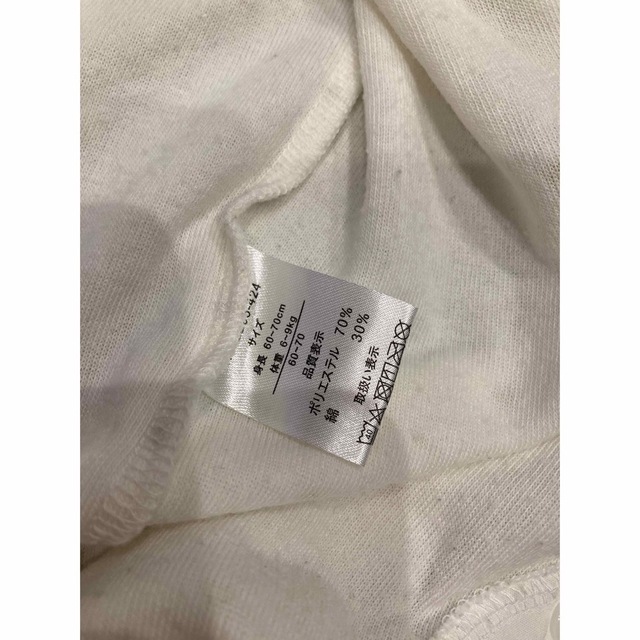 サイズ
身長 60~70cm
体重 6~9kg
60~70
品質表示
ポリエステル 70%
綿 30%
取扱い表示
40